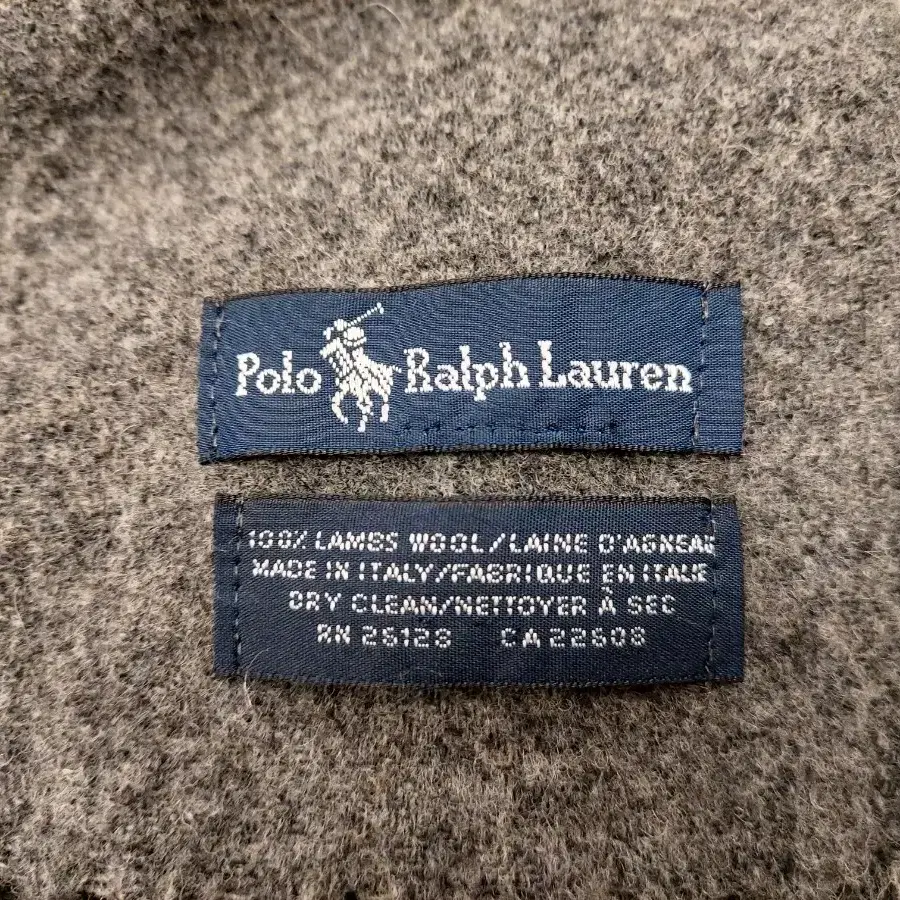 Polo Ralph Lauren
100% LAMBS WOOL/LAINE D'AGNEAU
MADE IN ITALY/FABRIQUE EN ITALIE
DRY CLEAN/NETTOYER À SEC
RN 26128 CA 22608